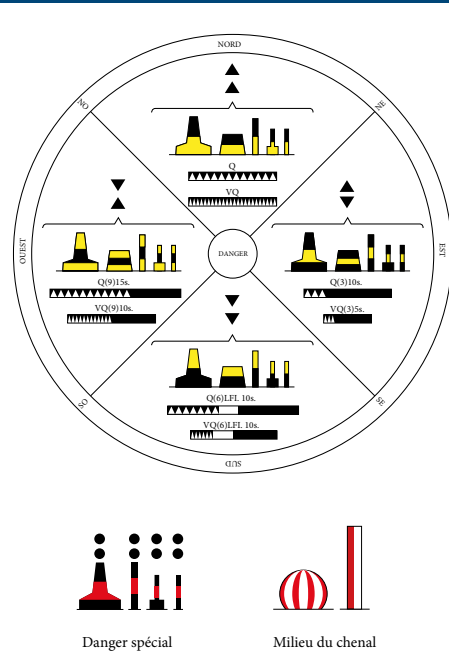 NORD
NO
NE
Q
VQ
OUEST
EST
DANGER
Q(9)15s.
VQ(9)10s.
Q(3)10s.
VQ(3)5s.
Q(6)LFL. 10s.
VQ(6)LFL. 10s.
SO
SE
SUD
Danger spécial
Milieu du chenal